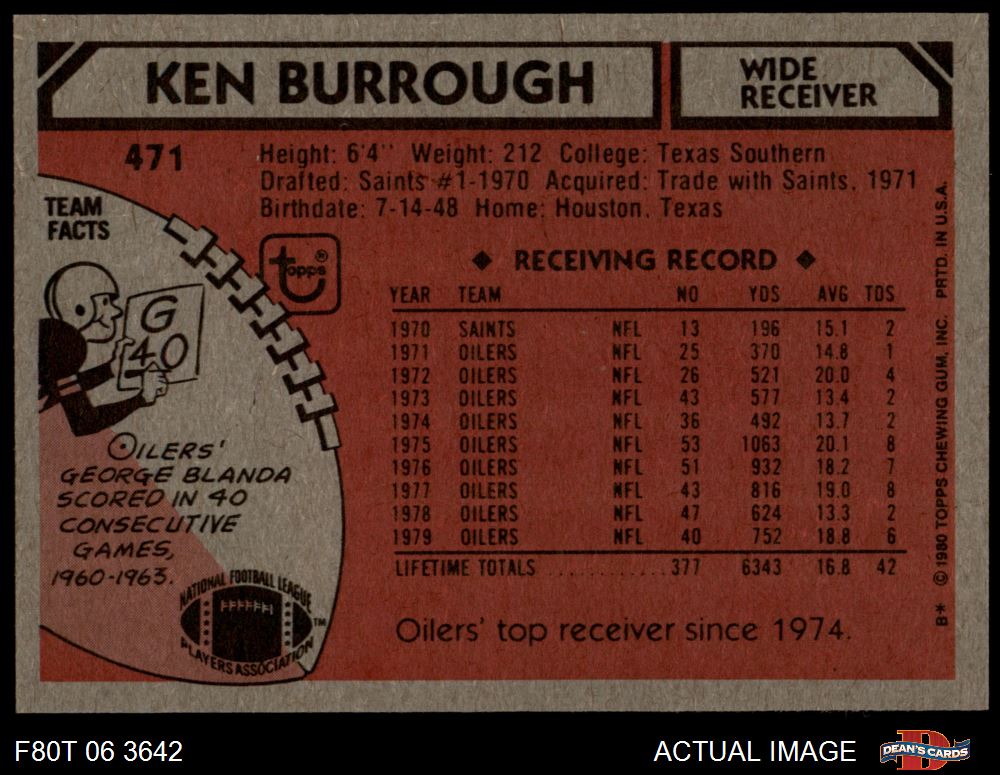 KEN BURROUGH
WIDE
RECEIVER
471
Height: 6'4" Weight: 212 College: Texas Southern
Drafted: Saints #1-1970 Acquired: Trade with Saints, 1971
Birthdate: 7-14-48 Home: Houston, Texas
TEAM
FACTS
G
40
OILERS'
GEORGE BLANDA
SCORED IN 40
CONSECUTIVE
GAMES,
1960-1963.
topps®
◆ RECEIVING RECORD ◆
YEAR TEAM NO YDS AVG TDS
1970 SAINTS NFL 13 196 15.1 2
1971 OILERS NFL 25 370 14.8 1
1972 OILERS NFL 26 521 20.0 4
1973 OILERS NFL 43 577 13.4 2
1974 OILERS NFL 36 492 13.7 2
1975 OILERS NFL 53 1063 20.1 8
1976 OILERS NFL 51 932 18.2 7
1977 OILERS NFL 43 816 19.0 8
1978 OILERS NFL 47 624 13.3 2
1979 OILERS NFL 40 752 18.8 6
LIFETIME TOTALS ............ 377 6343 16.8 42
Oilers' top receiver since 1974.
NATIONAL FOOTBALL LEAGUE
PLAYERS ASSOCIATION™
B* © 1980 TOPPS CHEWING GUM, INC. PRTD. IN U.S.A.
F80T 06 3642
ACTUAL IMAGE
D
DEAN'S CARDS